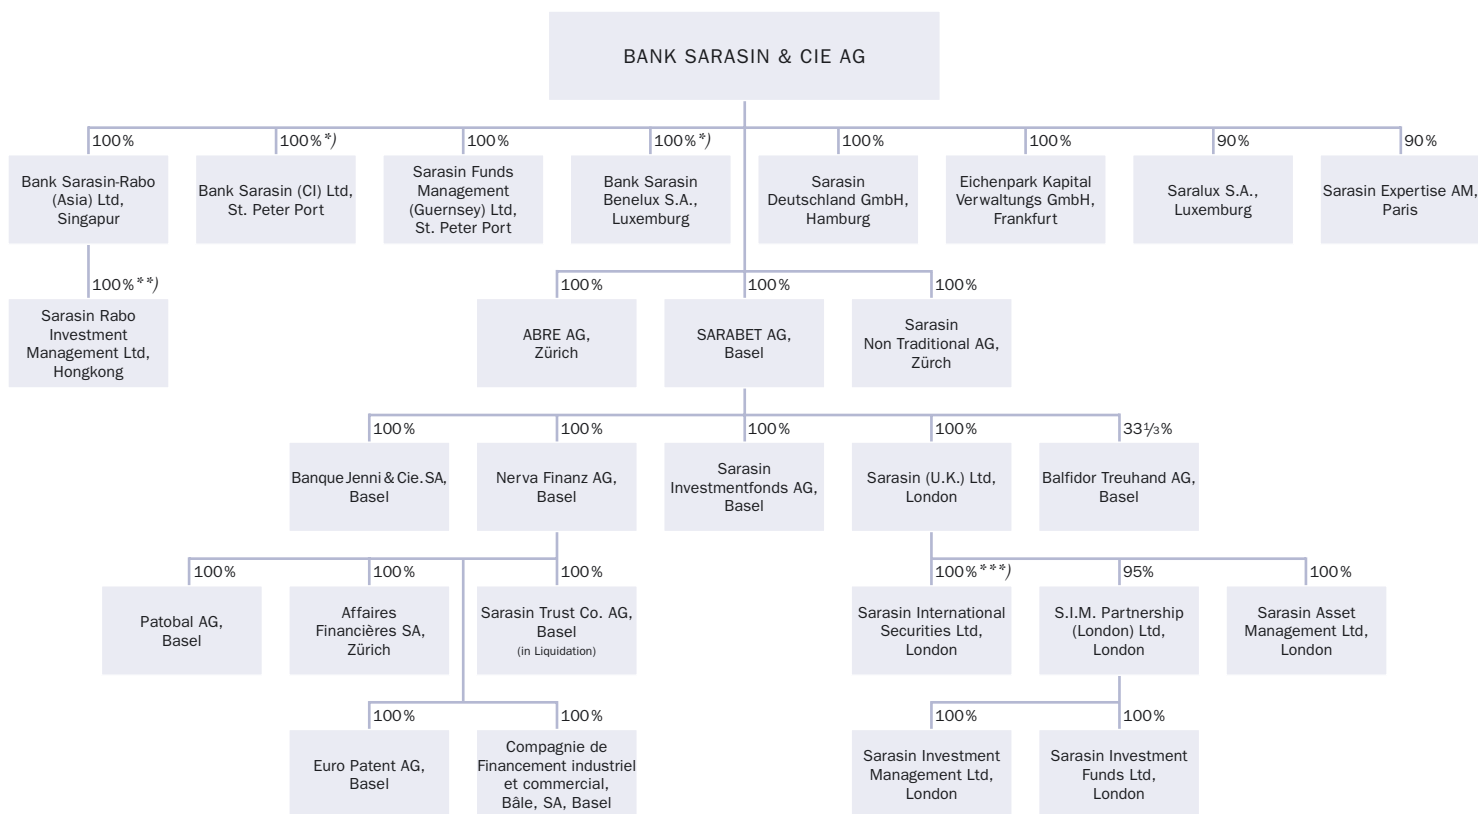 BANK SARASIN & CIE AG
100%
100%*)
100%
100%*)
100%
100%
90%
90%
Bank Sarasin-Rabo
(Asia) Ltd,
Singapur
Bank Sarasin (CI) Ltd,
St. Peter Port
Sarasin Funds
Management
(Guernsey) Ltd,
St. Peter Port
Bank Sarasin
Benelux S.A.,
Luxemburg
Sarasin
Deutschland GmbH,
Hamburg
Eichenpark Kapital
Verwaltungs GmbH,
Frankfurt
Saralux S.A.,
Luxemburg
Sarasin Expertise AM,
Paris
100%**)
100%
100%
100%
Sarasin Rabo
Investment
Management Ltd,
Hongkong
ABRE AG,
Zürich
SARABET AG,
Basel
Sarasin
Non Traditional AG,
Zürch
100%
100%
100%
100%
33⅓%
Banque Jenni & Cie. SA,
Basel
Nerva Finanz AG,
Basel
Sarasin
Investmentfonds AG,
Basel
Sarasin (U.K.) Ltd,
London
Balfidor Treuhand AG,
Basel
100%
100%
100%
100%***)
95%
100%
Patobal AG,
Basel
Affaires
Financières SA,
Zürich
Sarasin Trust Co. AG,
Basel
(in Liquidation)
Sarasin International
Securities Ltd,
London
S.I.M. Partnership
(London) Ltd,
London
Sarasin Asset
Management Ltd,
London
100%
100%
100%
100%
Euro Patent AG,
Basel
Compagnie de
Financement industriel
et commercial,
Bâle, SA, Basel
Sarasin Investment
Management Ltd,
London
Sarasin Investment
Funds Ltd,
London